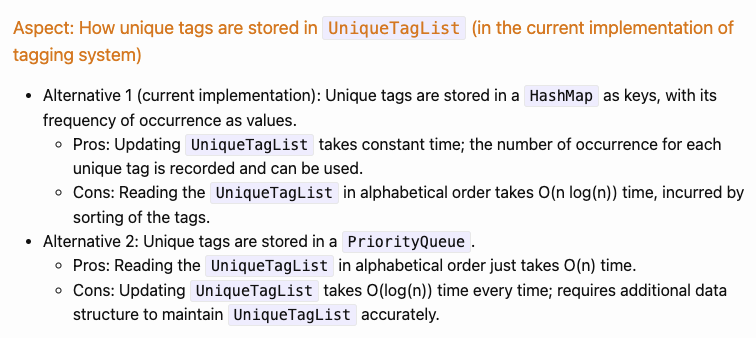 Aspect: How unique tags are stored in UniqueTagList (in the current implementation of
tagging system)
• Alternative 1 (current implementation): Unique tags are stored in a HashMap as keys, with its
frequency of occurrence as values.
◦ Pros: Updating UniqueTagList takes constant time; the number of occurrence for each
unique tag is recorded and can be used.
◦ Cons: Reading the UniqueTagList in alphabetical order takes O(n log(n)) time, incurred by
sorting of the tags.
• Alternative 2: Unique tags are stored in a PriorityQueue.
◦ Pros: Reading the UniqueTagList in alphabetical order just takes O(n) time.
◦ Cons: Updating UniqueTagList takes O(log(n)) time every time; requires additional data
structure to maintain UniqueTagList accurately.